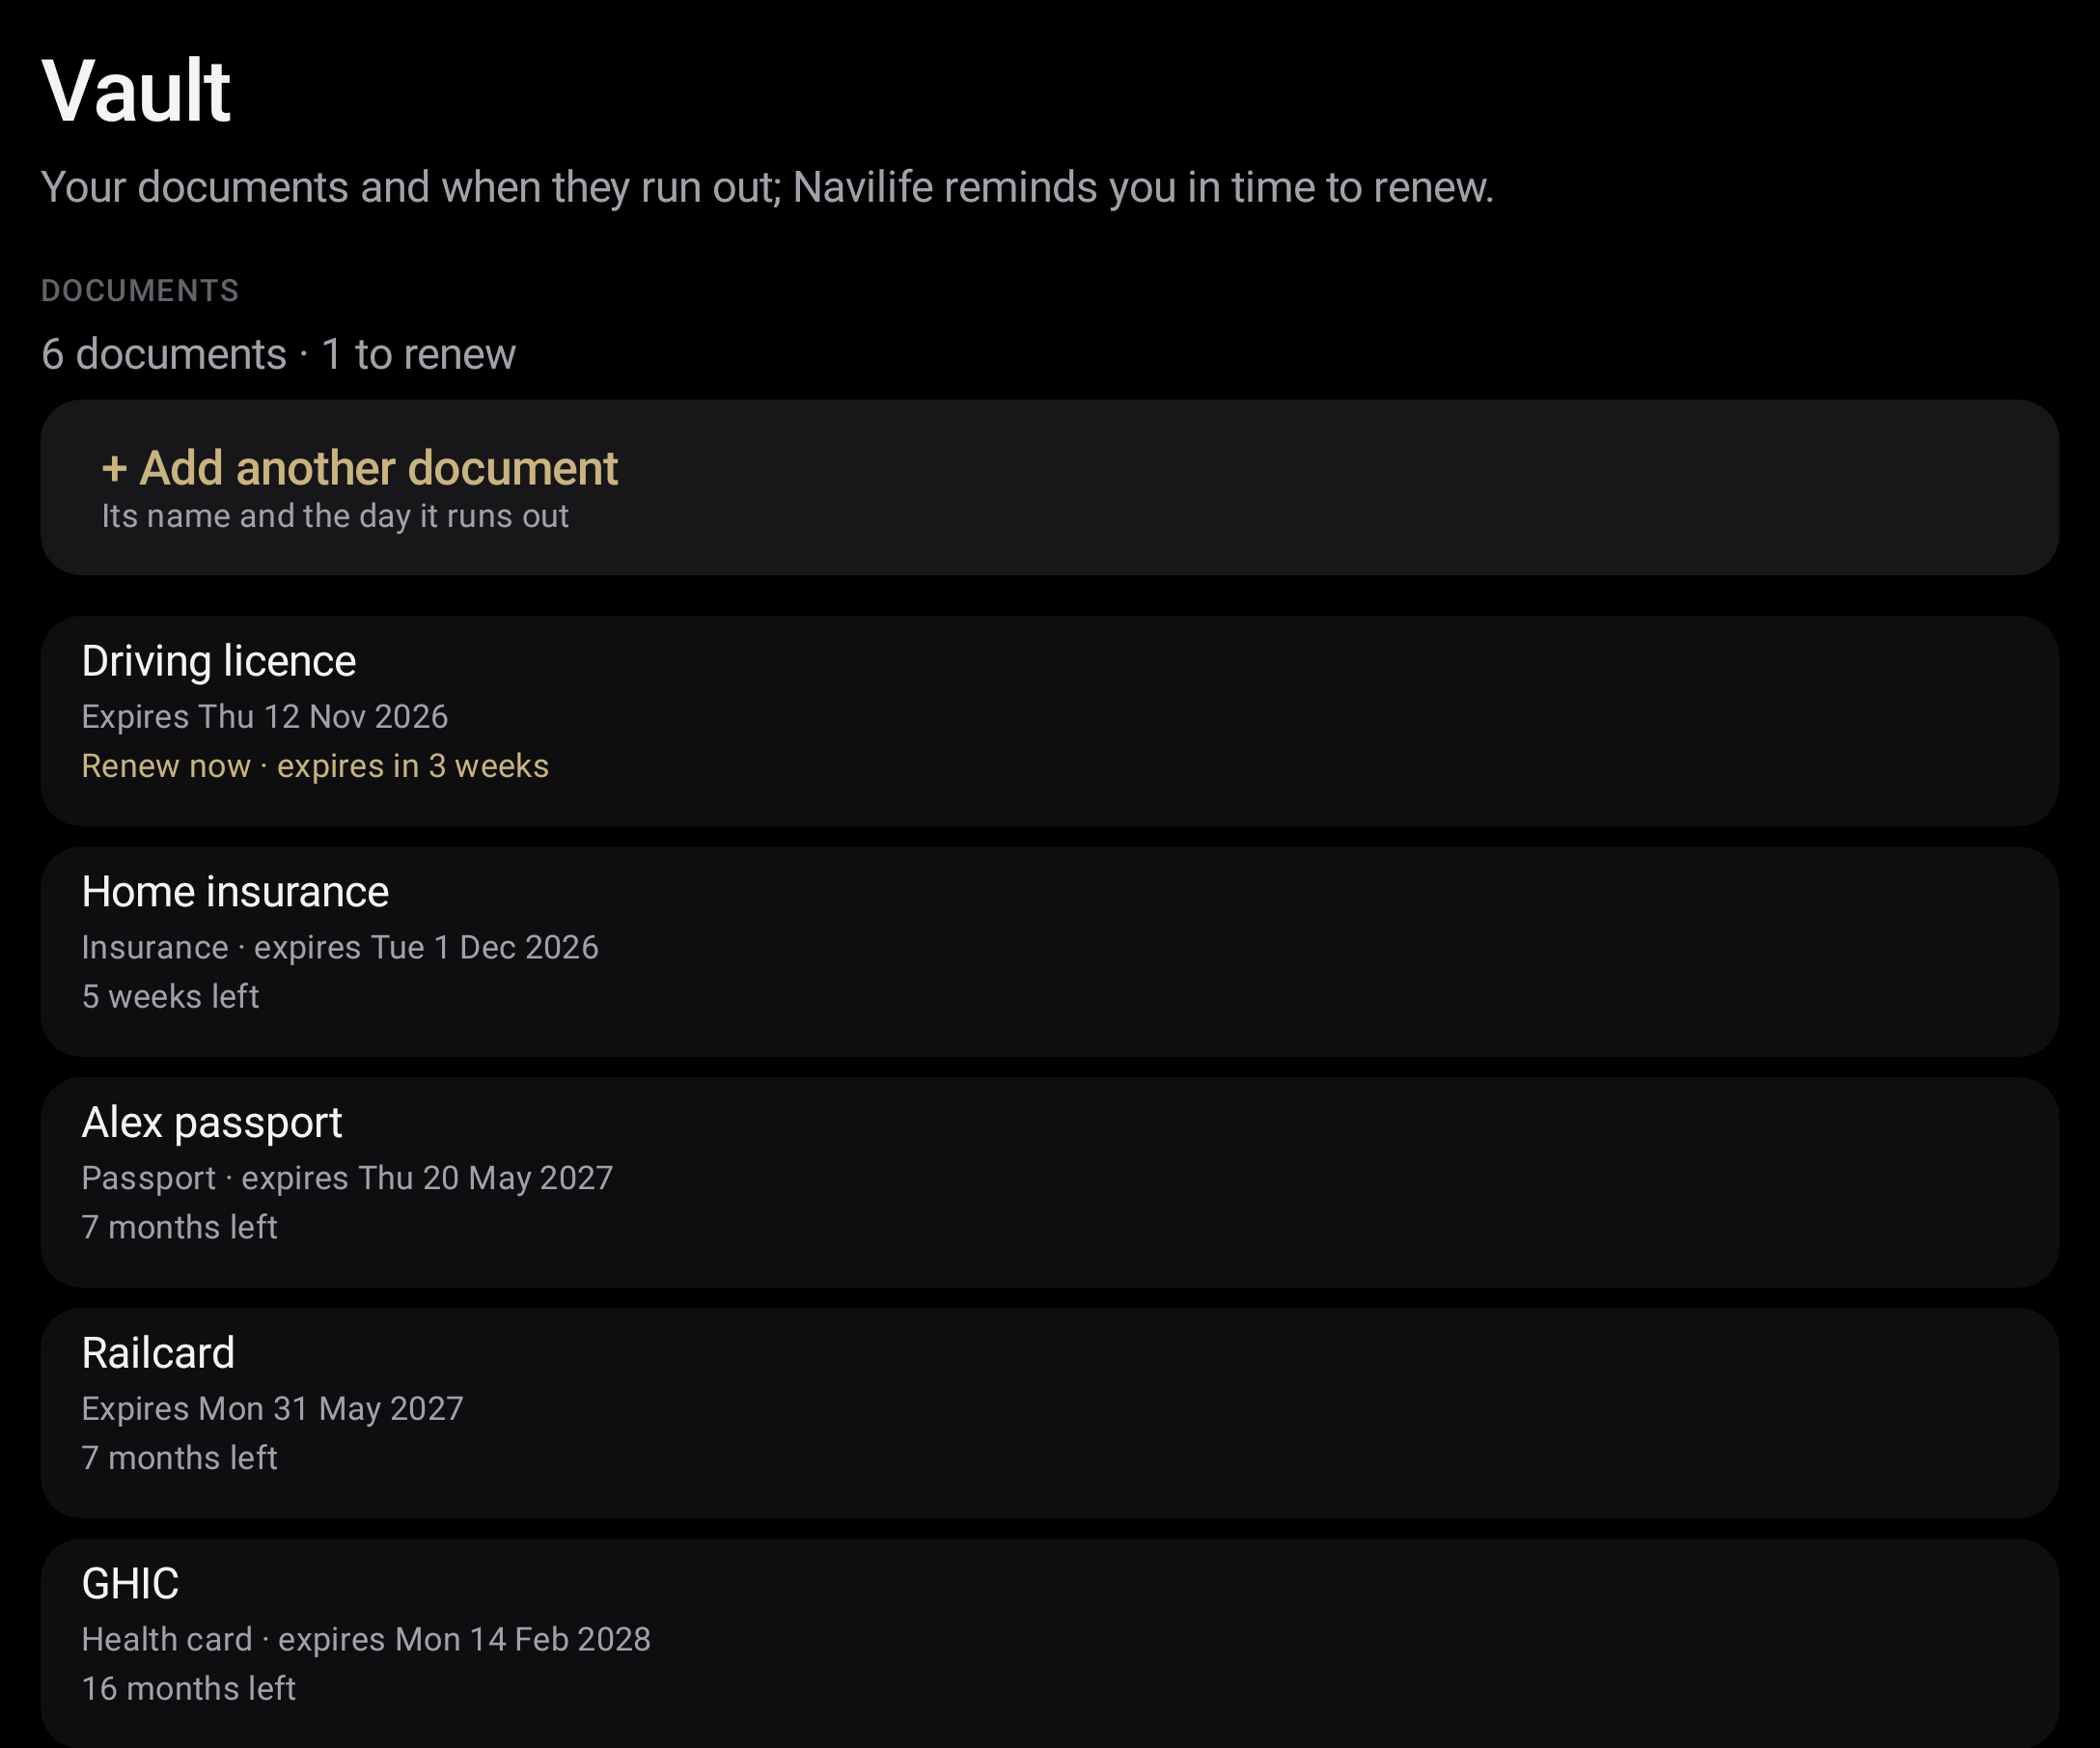 Vault
Your documents and when they run out; Navilife reminds you in time to renew.
DOCUMENTS
6 documents · 1 to renew
+ Add another document
Its name and the day it runs out
Driving licence
Expires Thu 12 Nov 2026
Renew now · expires in 3 weeks
Home insurance
Insurance · expires Tue 1 Dec 2026
5 weeks left
Alex passport
Passport · expires Thu 20 May 2027
7 months left
Railcard
Expires Mon 31 May 2027
7 months left
GHIC
Health card · expires Mon 14 Feb 2028
16 months left